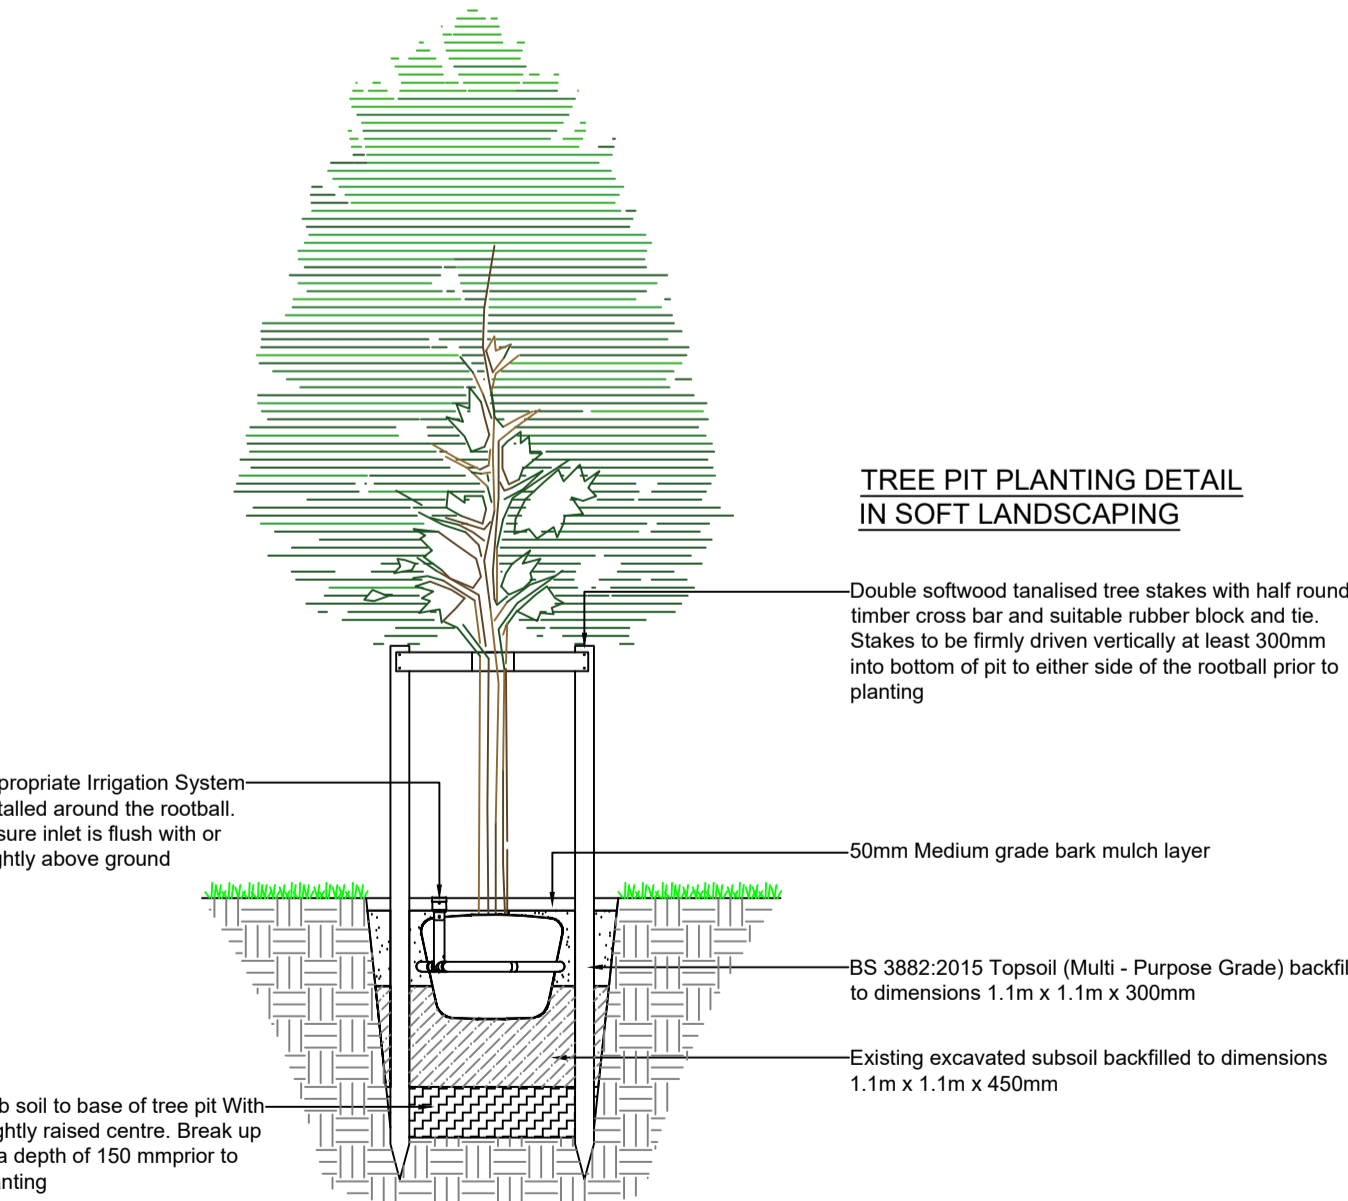 TREE PIT PLANTING DETAIL
IN SOFT LANDSCAPING
Double softwood tanalised tree stakes with half round
timber cross bar and suitable rubber block and tie.
Stakes to be firmly driven vertically at least 300mm
into bottom of pit to either side of the rootball prior to
planting
propriate Irrigation System
talled around the rootball.
sure inlet is flush with or
ghtly above ground
50mm Medium grade bark mulch layer
BS 3882:2015 Topsoil (Multi - Purpose Grade) backfil
to dimensions 1.1m x 1.1m x 300mm
Existing excavated subsoil backfilled to dimensions
1.1m x 1.1m x 450mm
b soil to base of tree pit With
ghtly raised centre. Break up
a depth of 150 mmprior to
anting